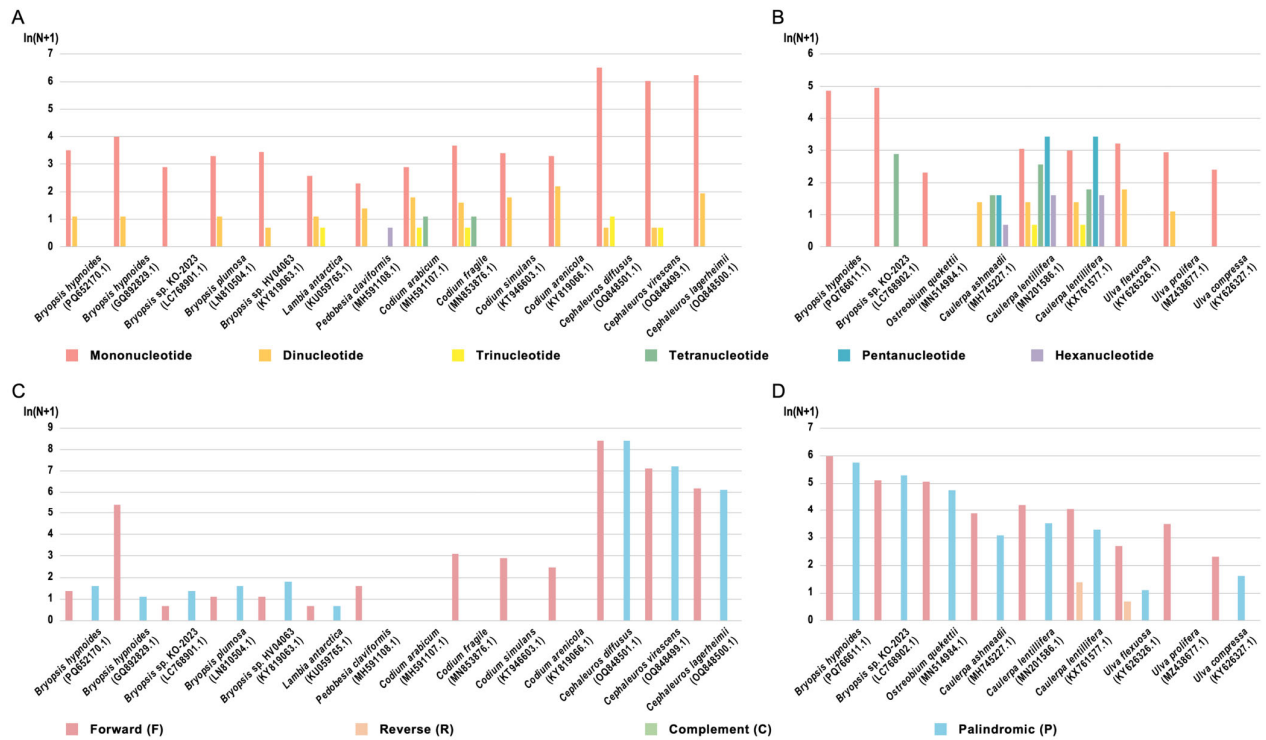 A
ln(N+1)
7
6
5
4
3
2
1
0
Bryopsis hypnoides
(PQ652170.1)
Bryopsis hypnoides
(GQ892829.1)
Bryopsis sp. KO-2023
(LC768901.1)
Bryopsis plumosa
(LN810504.1)
Bryopsis sp. HV04063
(KY819063.1)
Lambia antarctica
(KU059765.1)
Pedobesia claviformis
(MH591108.1)
Codium arabicum
(MH591107.1)
Codium fragile
(MN853876.1)
Codium simulans
(KT946603.1)
Codium arenicola
(KY819066.1)
Cephaleuros diffusus
(OQ848501.1)
Cephaleuros virescens
(OQ848499.1)
Cephaleuros lagerheimii
(OQ848500.1)
B
ln(N+1)
6
5
4
3
2
1
0
Bryopsis hypnoides
(PQ766611.1)
Bryopsis sp. KO-2023
(LC768902.1)
Ostreobium quekettii
(MN514984.1)
Caulerpa ashmeadii
(MH745227.1)
Caulerpa lentillifera
(MN201586.1)
Caulerpa lentillifera
(KX761577.1)
Ulva flexuosa
(KY626326.1)
Ulva prolifera
(MZ438677.1)
Ulva compressa
(KY626327.1)
Mononucleotide
Dinucleotide
Trinucleotide
Tetranucleotide
Pentanucleotide
Hexanucleotide
C
ln(N+1)
9
8
7
6
5
4
3
2
1
0
Bryopsis hypnoides
(PQ652170.1)
Bryopsis hypnoides
(GQ892829.1)
Bryopsis sp. KO-2023
(LC768901.1)
Bryopsis plumosa
(LN810504.1)
Bryopsis sp. HV04063
(KY819063.1)
Lambia antarctica
(KU059765.1)
Pedobesia claviformis
(MH591108.1)
Codium arabicum
(MH591107.1)
Codium fragile
(MN853876.1)
Codium simulans
(KT946603.1)
Codium arenicola
(KY819066.1)
Cephaleuros diffusus
(OQ848501.1)
Cephaleuros virescens
(OQ848499.1)
Cephaleuros lagerheimii
(OQ848500.1)
D
ln(N+1)
7
6
5
4
3
2
1
0
Bryopsis hypnoides
(PQ766611.1)
Bryopsis sp. KO-2023
(LC768902.1)
Ostreobium quekettii
(MN514984.1)
Caulerpa ashmeadii
(MH745227.1)
Caulerpa lentillifera
(MN201586.1)
Caulerpa lentillifera
(KX761577.1)
Ulva flexuosa
(KY626326.1)
Ulva prolifera
(MZ438677.1)
Ulva compressa
(KY626327.1)
Forward (F)
Reverse (R)
Complement (C)
Palindromic (P)